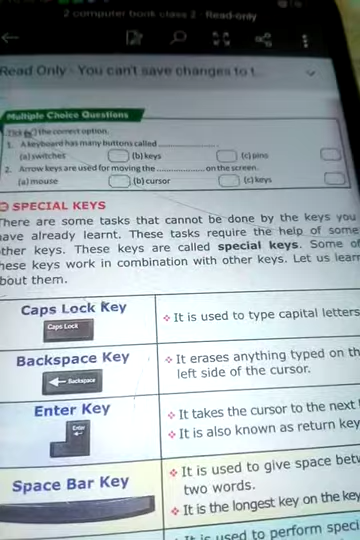 2 computer book class 2 - Read-only
Read Only - You can't save changes to t...
Multiple Choice Questions
Tick the correct option.
1. A keyboard has many buttons called ....................
(a) switches (b) keys (c) pins
2. Arrow keys are used for moving the .................... on the screen.
(a) mouse (b) cursor (c) keys
SPECIAL KEYS
There are some tasks that cannot be done by the keys you
have already learnt. These tasks require the help of some
other keys. These keys are called special keys. Some of
these keys work in combination with other keys. Let us learn
about them.
Caps Lock Key
Caps Lock
It is used to type capital letters
Backspace Key
Backspace
It erases anything typed on th
left side of the cursor.
Enter Key
Enter
It takes the cursor to the next
It is also known as return key
Space Bar Key
It is used to give space betw
two words.
It is the longest key on the key
It is used to perform speci